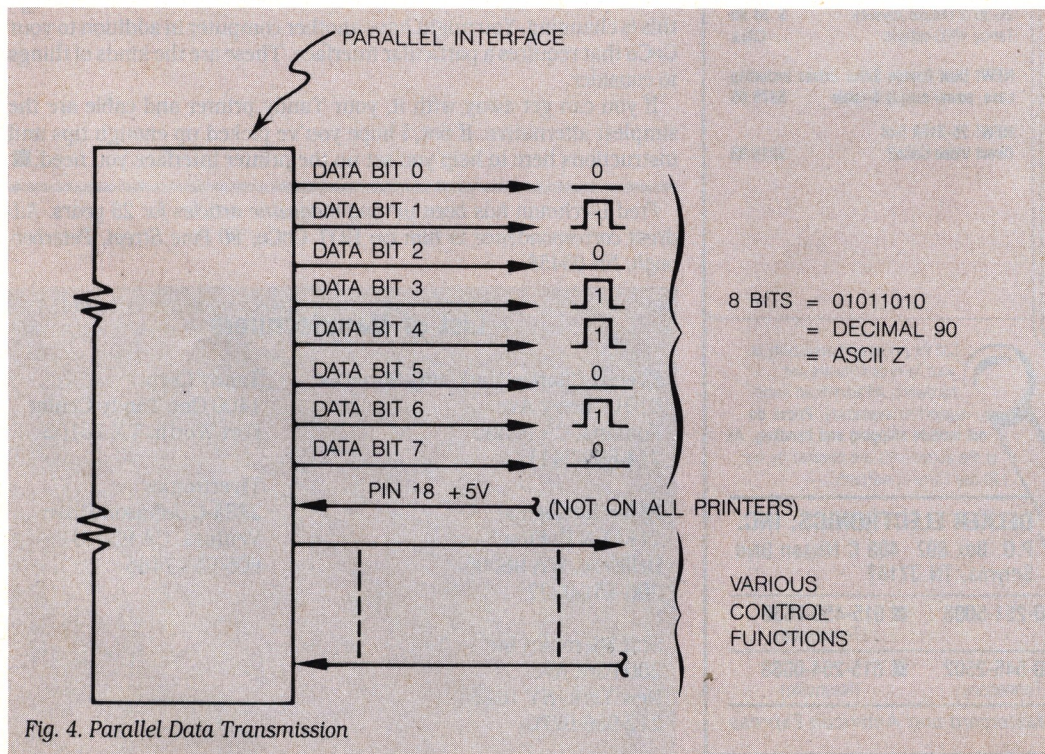 PARALLEL INTERFACE
DATA BIT 0 0
DATA BIT 1 1
DATA BIT 2 0
DATA BIT 3 1
DATA BIT 4 1
DATA BIT 5 0
DATA BIT 6 1
DATA BIT 7 0
8 BITS = 01011010
= DECIMAL 90
= ASCII Z
PIN 18 +5V (NOT ON ALL PRINTERS)
VARIOUS
CONTROL
FUNCTIONS
Fig. 4. Parallel Data Transmission